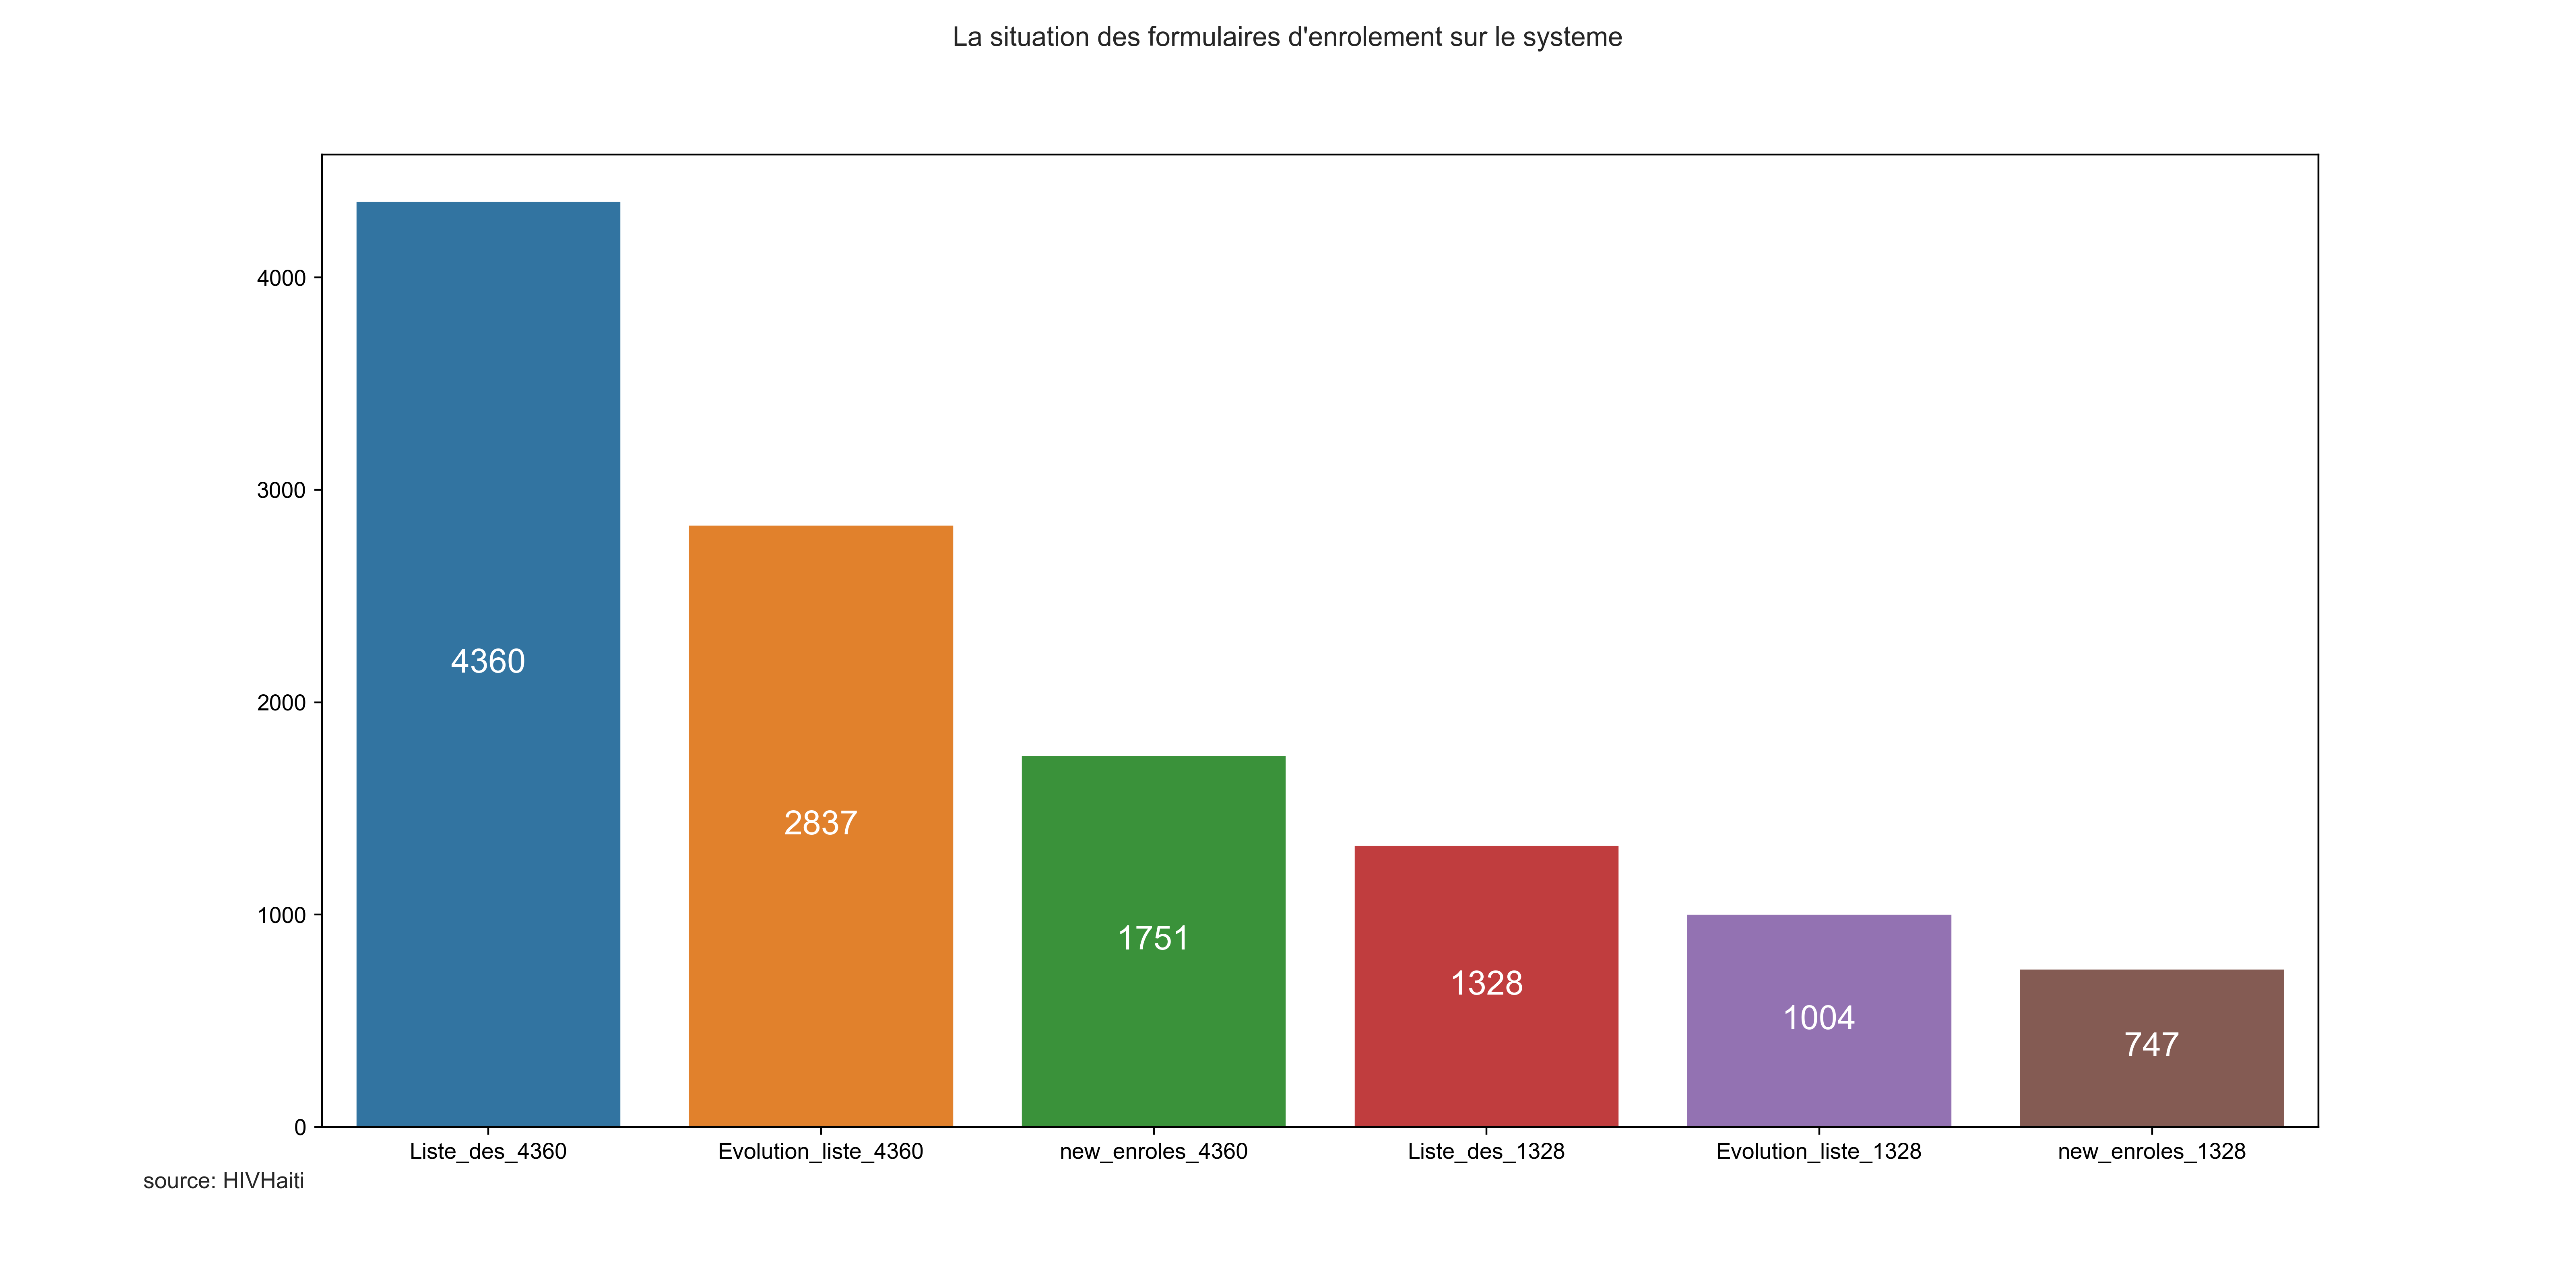 La situation des formulaires d'enrolement sur le systeme
4000
3000
2000
1000
0
4360
2837
1751
1328
1004
747
Liste_des_4360
Evolution_liste_4360
new_enroles_4360
Liste_des_1328
Evolution_liste_1328
new_enroles_1328
source: HIVHaiti